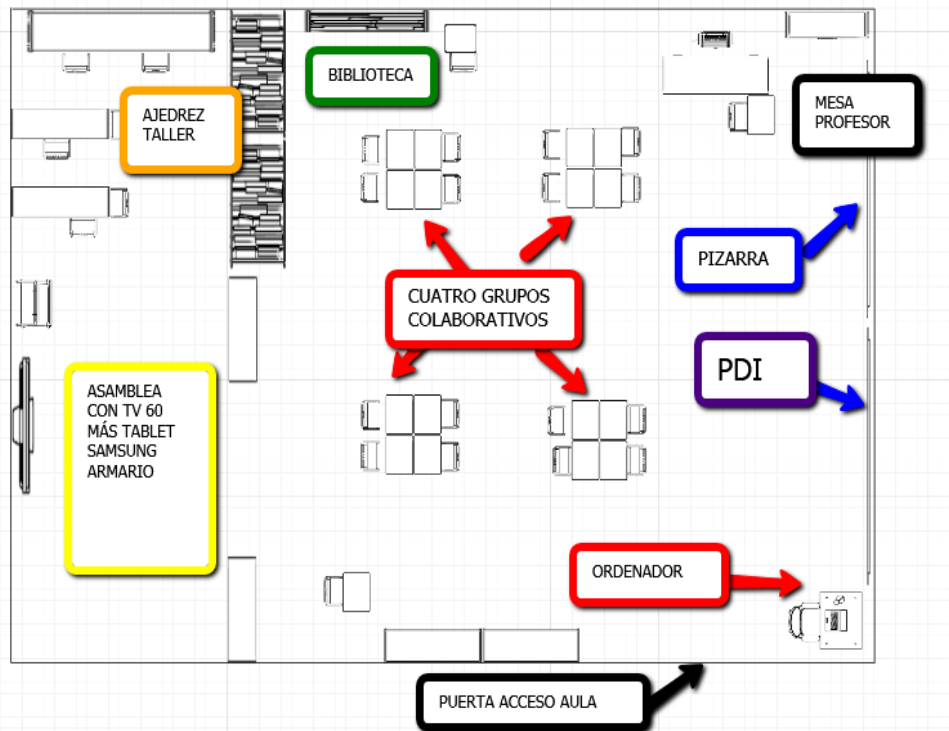 BIBLIOTECA
AJEDREZ
TALLER
MESA
PROFESOR
PIZARRA
CUATRO GRUPOS
COLABORATIVOS
PDI
ASAMBLEA
CON TV 60
MÁS TABLET
SAMSUNG
ARMARIO
ORDENADOR
PUERTA ACCESO AULA